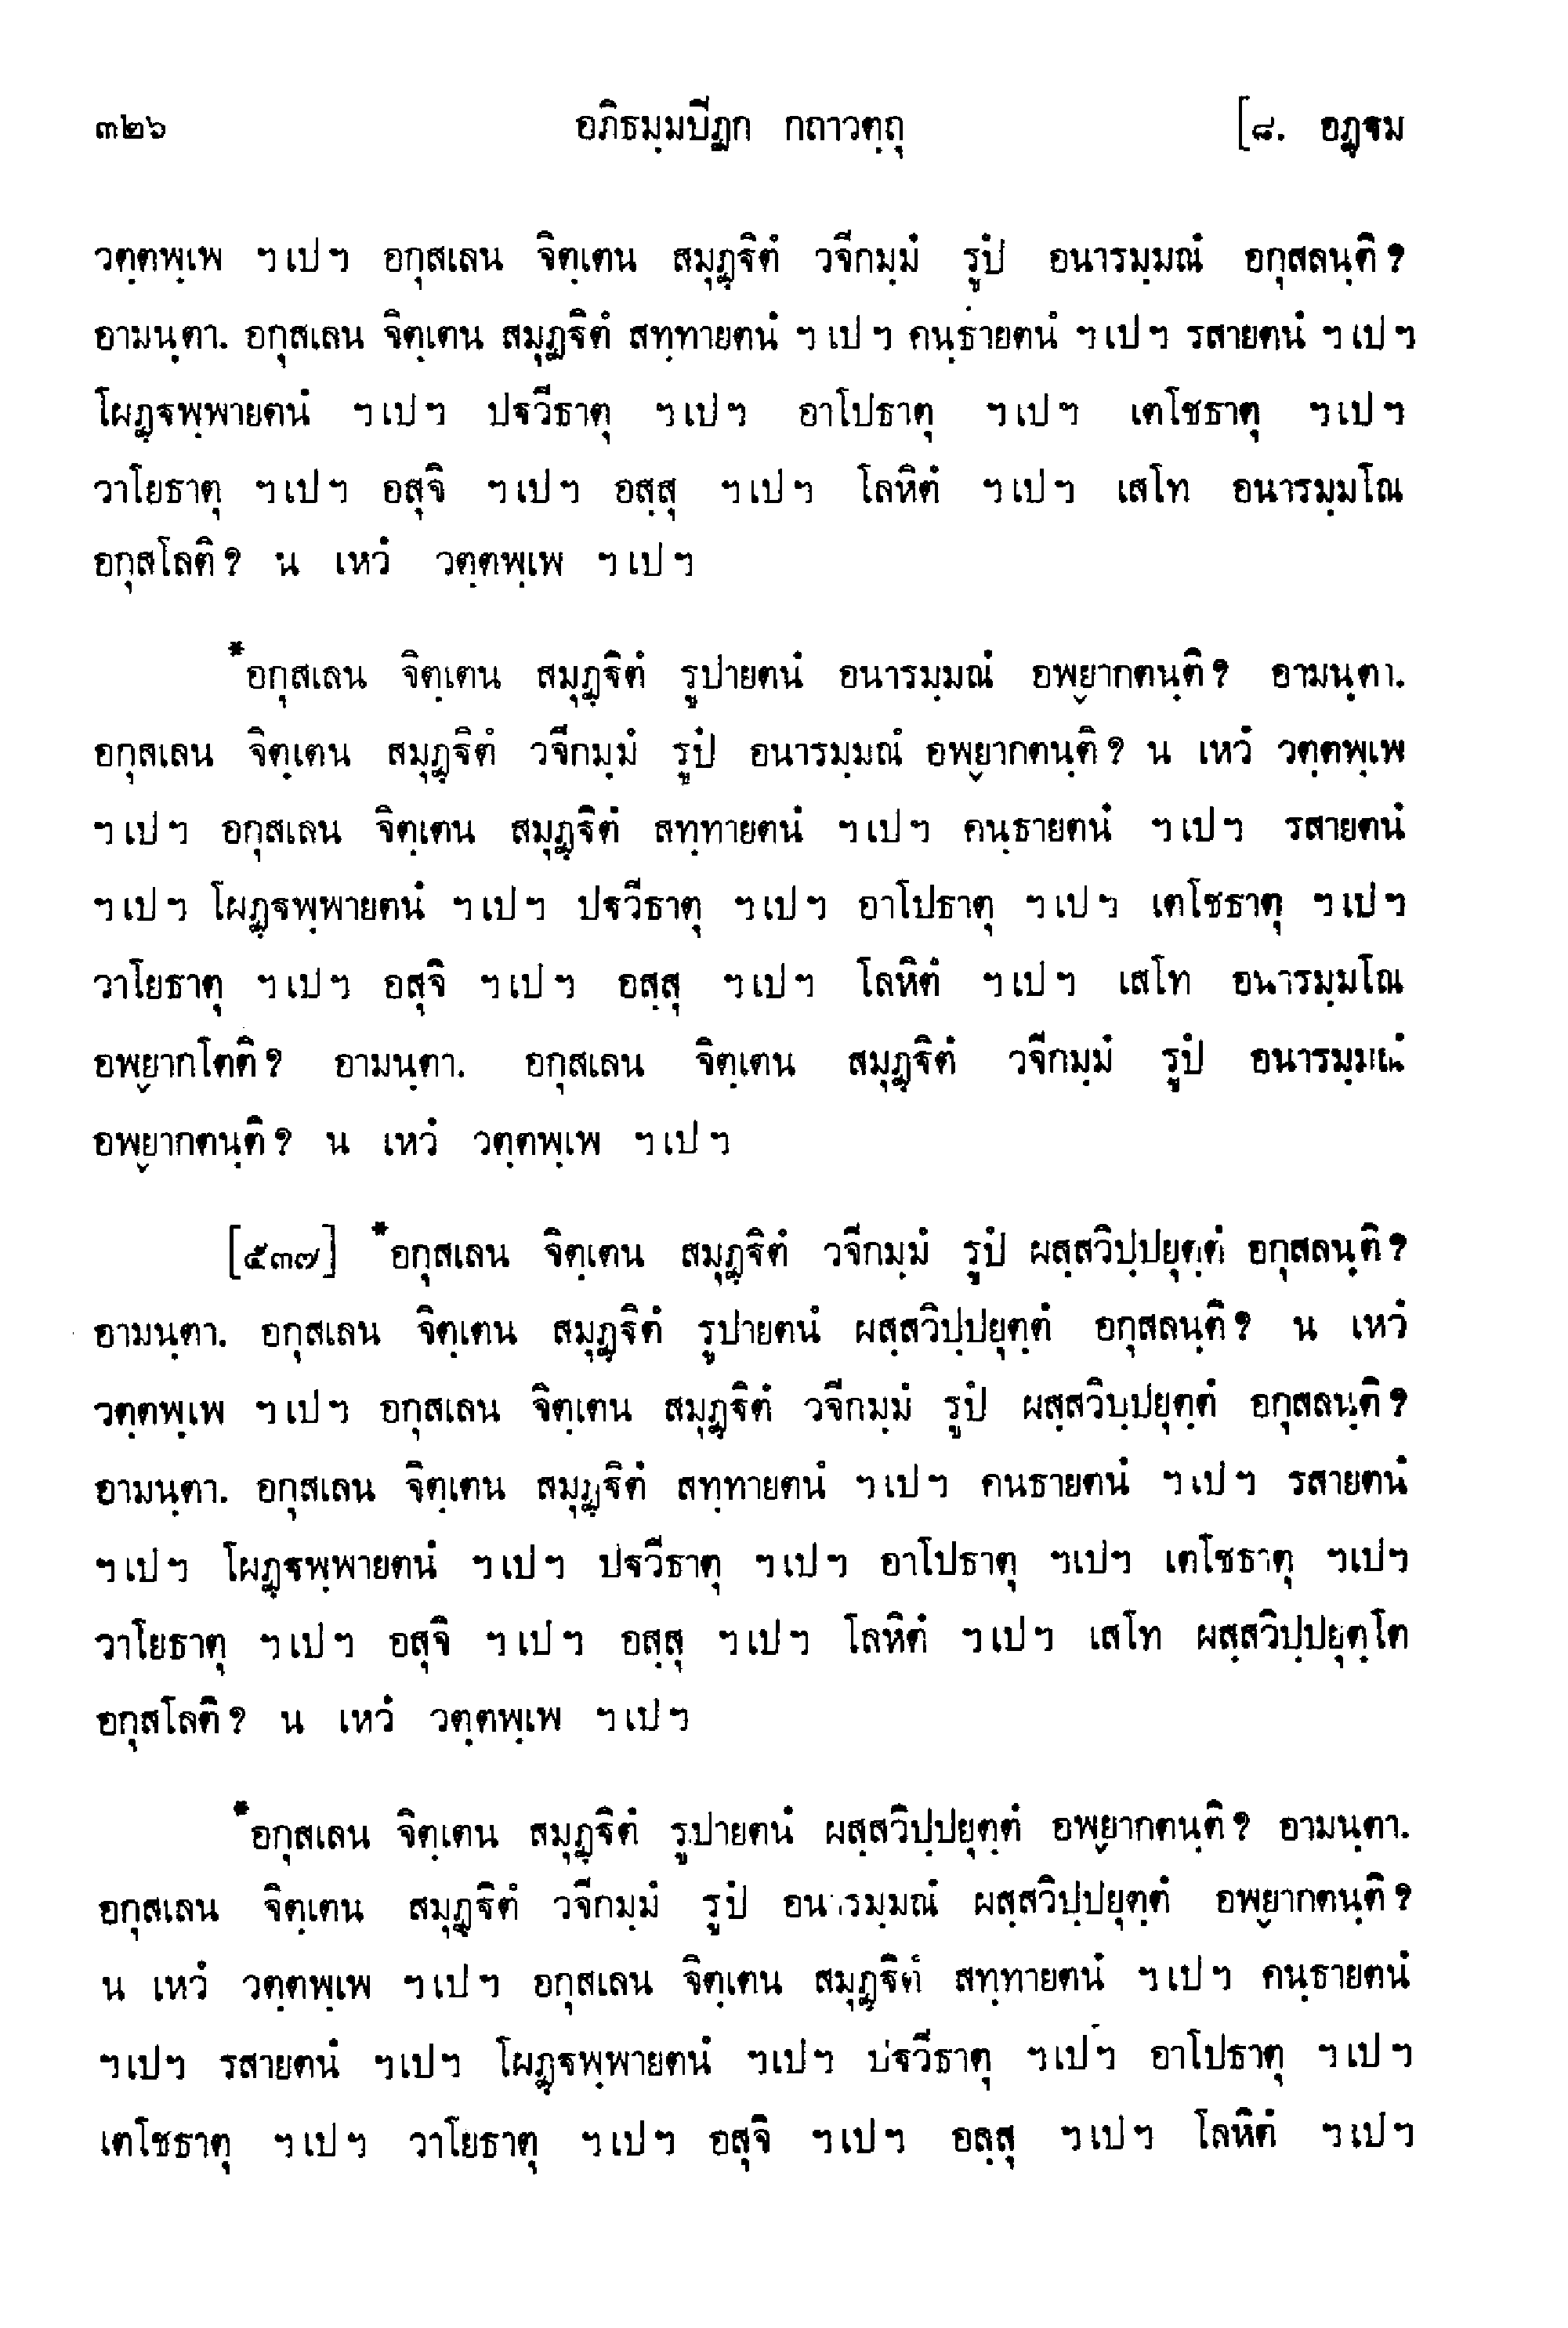 ๓๒๖ อภิธมฺมปีฏก กถาวตฺถุ [๘. อฏฺฐม
วตฺตพฺเพ ฯ เป ฯ อกุสเลน จิตฺเตน สมุฏฺฐิตํ วจีกมฺมํ รูปํ อนารมฺมณํ อกุสลนฺติ?
อามนฺตา. อกุสเลน จิตฺเตน สมุฏฺฐิตํ สทฺทายตนํ ฯ เป ฯ คนฺธายตนํ ฯ เป ฯ รสายตนํ ฯ เป ฯ
โผฏฺฐพฺพายตนํ ฯ เป ฯ ปฐวีธาตุ ฯ เป ฯ อาโปธาตุ ฯ เป ฯ เตโชธาตุ ฯ เป ฯ
วาโยธาตุ ฯ เป ฯ อสุจิ ฯ เป ฯ อสฺสุ ฯ เป ฯ โลหิตํ ฯ เป ฯ เสโท อนารมฺมโณ
อกุสโลติ? น เหวํ วตฺตพฺเพ ฯ เป ฯ
*อกุสเลน จิตฺเตน สมุฏฺฐิตํ รูปายตนํ อนารมฺมณํ อพฺยากตนฺติ? อามนฺตา.
อกุสเลน จิตฺเตน สมุฏฺฐิตํ วจีกมฺมํ รูปํ อนารมฺมณํ อพฺยากตนฺติ? น เหวํ วตฺตพฺเพ
ฯ เป ฯ อกุสเลน จิตฺเตน สมุฏฺฐิตํ สทฺทายตนํ ฯ เป ฯ คนฺธายตนํ ฯ เป ฯ รสายตนํ
ฯ เป ฯ โผฏฺฐพฺพายตนํ ฯ เป ฯ ปฐวีธาตุ ฯ เป ฯ อาโปธาตุ ฯ เป ฯ เตโชธาตุ ฯ เป ฯ
วาโยธาตุ ฯ เป ฯ อสุจิ ฯ เป ฯ อสฺสุ ฯ เป ฯ โลหิตํ ฯ เป ฯ เสโท อนารมฺมโณ
อพฺยากโตติ? อามนฺตา. อกุสเลน จิตฺเตน สมุฏฺฐิตํ วจีกมฺมํ รูปํ อนารมฺมณํ
อพฺยากตนฺติ? น เหวํ วตฺตพฺเพ ฯ เป ฯ
[๕๓๗] *อกุสเลน จิตฺเตน สมุฏฺฐิตํ วจีกมฺมํ รูปํ ผสฺสวิปฺปยุตฺตํ อกุสลนฺติ?
อามนฺตา. อกุสเลน จิตฺเตน สมุฏฺฐิตํ รูปายตนํ ผสฺสวิปฺปยุตฺตํ อกุสลนฺติ? น เหวํ
วตฺตพฺเพ ฯ เป ฯ อกุสเลน จิตฺเตน สมุฏฺฐิตํ วจีกมฺมํ รูปํ ผสฺสวิปฺปยุตฺตํ อกุสลนฺติ?
อามนฺตา. อกุสเลน จิตฺเตน สมุฏฺฐิตํ สทฺทายตนํ ฯ เป ฯ คนธายตนํ ฯ เป ฯ รสายตนํ
ฯ เป ฯ โผฏฺฐพฺพายตนํ ฯ เป ฯ ปฐวีธาตุ ฯ เป ฯ อาโปธาตุ ฯเปฯ เตโชธาตุ ฯเปฯ
วาโยธาตุ ฯ เป ฯ อสุจิ ฯ เป ฯ อสฺสุ ฯ เป ฯ โลหิตํ ฯ เป ฯ เสโท ผสฺสวิปฺปยุตฺโต
อกุสโลติ? น เหวํ วตฺตพฺเพ ฯ เป ฯ
*อกุสเลน จิตฺเตน สมุฏฺฐิตํ รูปายตนํ ผสฺสวิปฺปยุตฺตํ อพฺยากตนฺติ? อามนฺตา.
อกุสเลน จิตฺเตน สมุฏฺฐิตํ วจีกมฺมํ รูปํ อนารมฺมณํ ผสฺสวิปฺปยุตฺตํ อพฺยากตนฺติ?
น เหวํ วตฺตพฺเพ ฯ เป ฯ อกุสเลน จิตฺเตน สมุฏฺฐิตํ สทฺทายตนํ ฯ เป ฯ คนฺธายตนํ
ฯ เป ฯ รสายตนํ ฯ เป ฯ โผฏฺฐพฺพายตนํ ฯ เป ฯ ปฐวีธาตุ ฯ เป ฯ อาโปธาตุ ฯ เป ฯ
เตโชธาตุ ฯ เป ฯ วาโยธาตุ ฯ เป ฯ อสุจิ ฯ เป ฯ อสฺสุ ฯ เป ฯ โลหิตํ ฯ เป ฯ